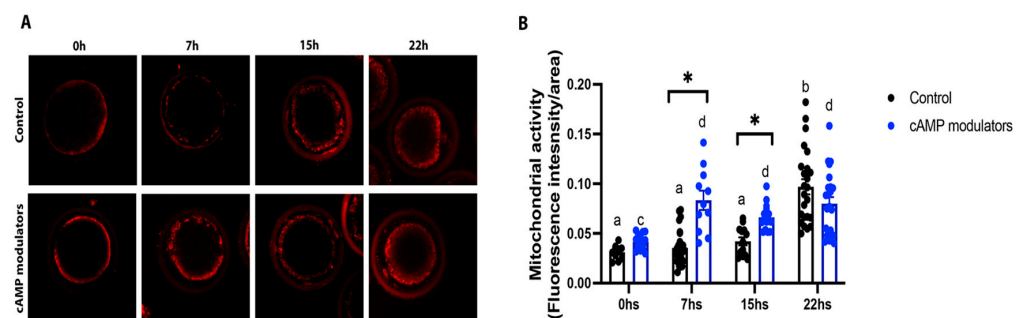 A
0h 7h 15h 22h
Control
cAMP modulators
B
Mitochondrial activity
(Fluorescence intesnsity/area)
0.20
0.15
0.10
0.05
0.00
a c a d a d b d
* *
0hs 7hs 15hs 22hs
Control
cAMP modulators